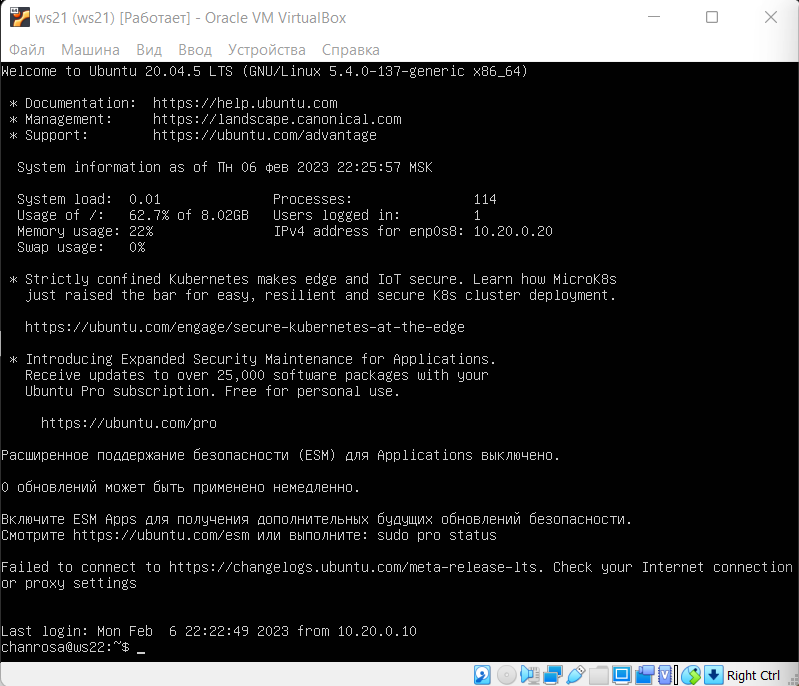 ws21 (ws21) [Работает] - Oracle VM VirtualBox
Файл Машина Вид Ввод Устройства Справка
Welcome to Ubuntu 20.04.5 LTS (GNU/Linux 5.4.0-137-generic x86_64)
* Documentation:  https://help.ubuntu.com
* Management:     https://landscape.canonical.com
* Support:        https://ubuntu.com/advantage
System information as of Пн 06 фев 2023 22:25:57 MSK
System load:  0.01              Processes:               114
Usage of /:   62.7% of 8.02GB   Users logged in:         1
Memory usage: 22%               IPv4 address for enp0s8: 10.20.0.20
Swap usage:   0%
* Strictly confined Kubernetes makes edge and IoT secure. Learn how MicroK8s
just raised the bar for easy, resilient and secure K8s cluster deployment.
https://ubuntu.com/engage/secure-kubernetes-at-the-edge
* Introducing Expanded Security Maintenance for Applications.
Receive updates to over 25,000 software packages with your
Ubuntu Pro subscription. Free for personal use.
https://ubuntu.com/pro
Расширенное поддержание безопасности (ESM) для Applications выключено.
0 обновлений может быть применено немедленно.
Включите ESM Apps для получения дополнительных будущих обновлений безопасности.
Смотрите https://ubuntu.com/esm или выполните: sudo pro status
Failed to connect to https://changelogs.ubuntu.com/meta-release-lts. Check your Internet connection
or proxy settings
Last login: Mon Feb  6 22:22:49 2023 from 10.20.0.10
chanrosa@ws22:~$ _
Right Ctrl